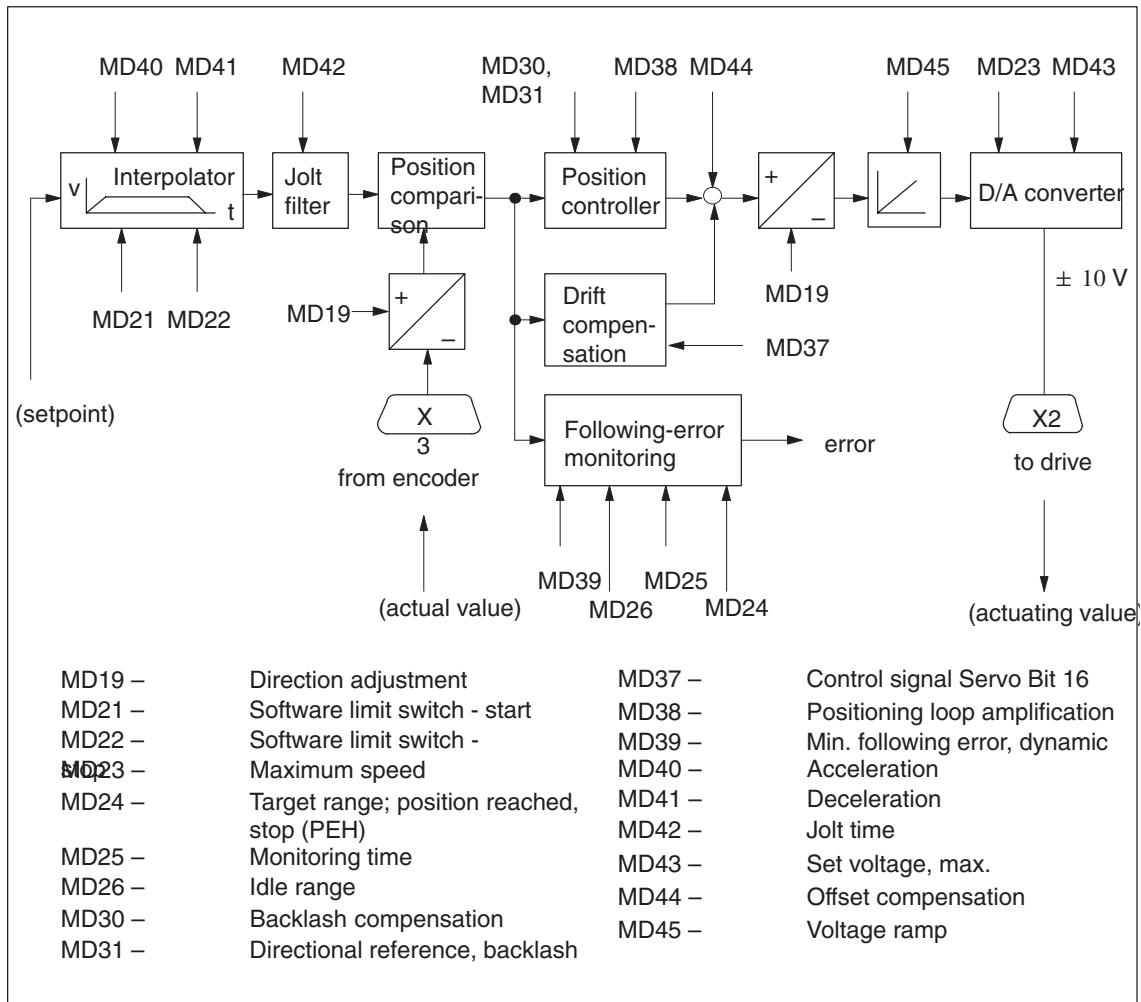 MD40 MD41 MD42 MD30, MD38 MD44 MD45 MD23 MD43
MD31
v Interpolator t
Jolt
filter
Position
compari-
son
Position
controller
+
–
D/A converter
MD21 MD22
MD19
+
–
Drift
compen-
sation
MD19
± 10 V
MD37
(setpoint)
X
3
from encoder
Following-error
monitoring
error
X2
to drive
MD39 MD25
MD26 MD24
(actual value)
(actuating value)
MD19 – Direction adjustment
MD21 – Software limit switch - start
MD22 – Software limit switch -
stop
MD23 – Maximum speed
MD24 – Target range; position reached,
stop (PEH)
MD25 – Monitoring time
MD26 – Idle range
MD30 – Backlash compensation
MD31 – Directional reference, backlash
MD37 – Control signal Servo Bit 16
MD38 – Positioning loop amplification
MD39 – Min. following error, dynamic
MD40 – Acceleration
MD41 – Deceleration
MD42 – Jolt time
MD43 – Set voltage, max.
MD44 – Offset compensation
MD45 – Voltage ramp